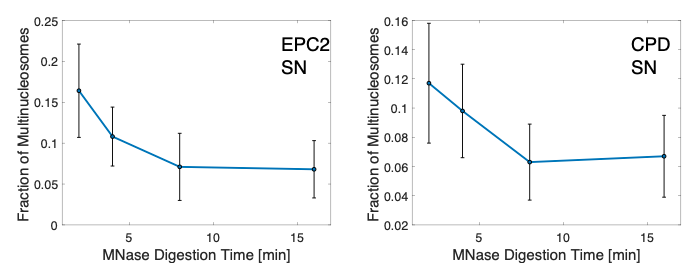 0.25
0.2
0.15
0.1
0.05
0
5
10
15
Fraction of Multinucleosomes
MNase Digestion Time [min]
EPC2
SN
0.16
0.14
0.12
0.1
0.08
0.06
0.04
0.02
5
10
15
Fraction of Multinucleosomes
MNase Digestion Time [min]
CPD
SN